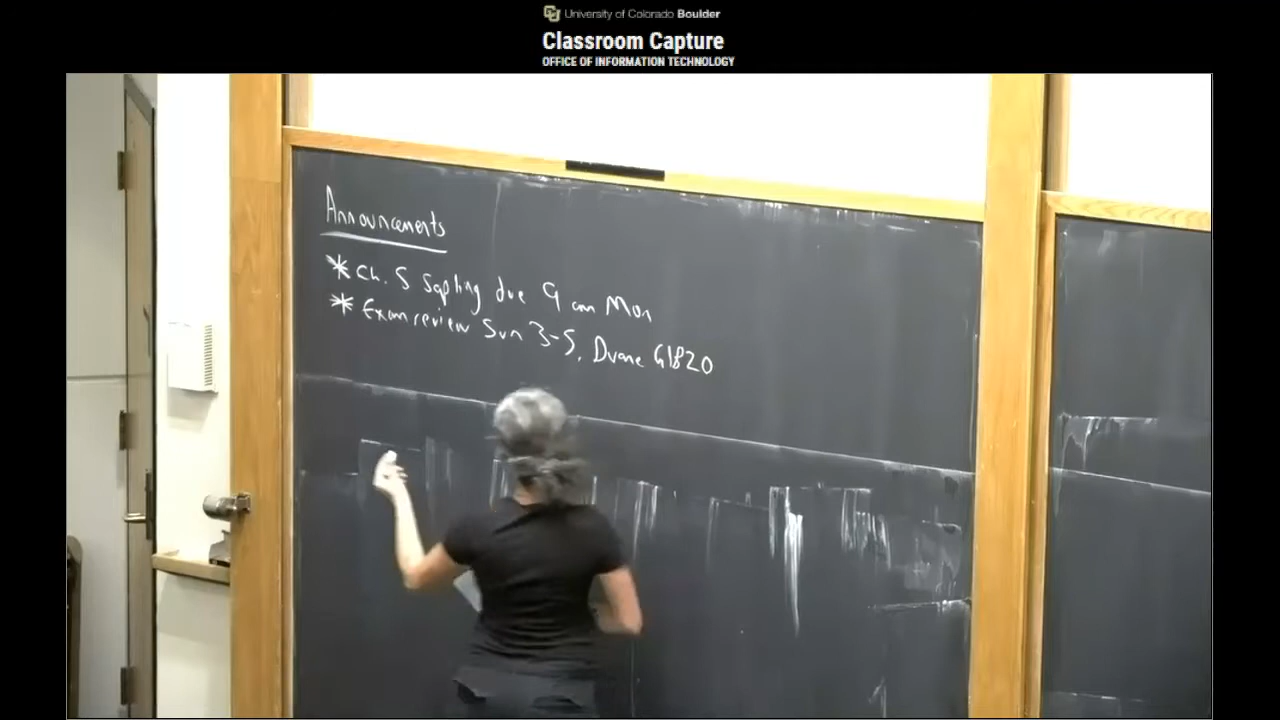 University of Colorado Boulder
Classroom Capture
OFFICE OF INFORMATION TECHNOLOGY
Announcements
* Ch. 5 Sapling due 9 am Mon
* Exam review Sun 3-5, Duane G1B20